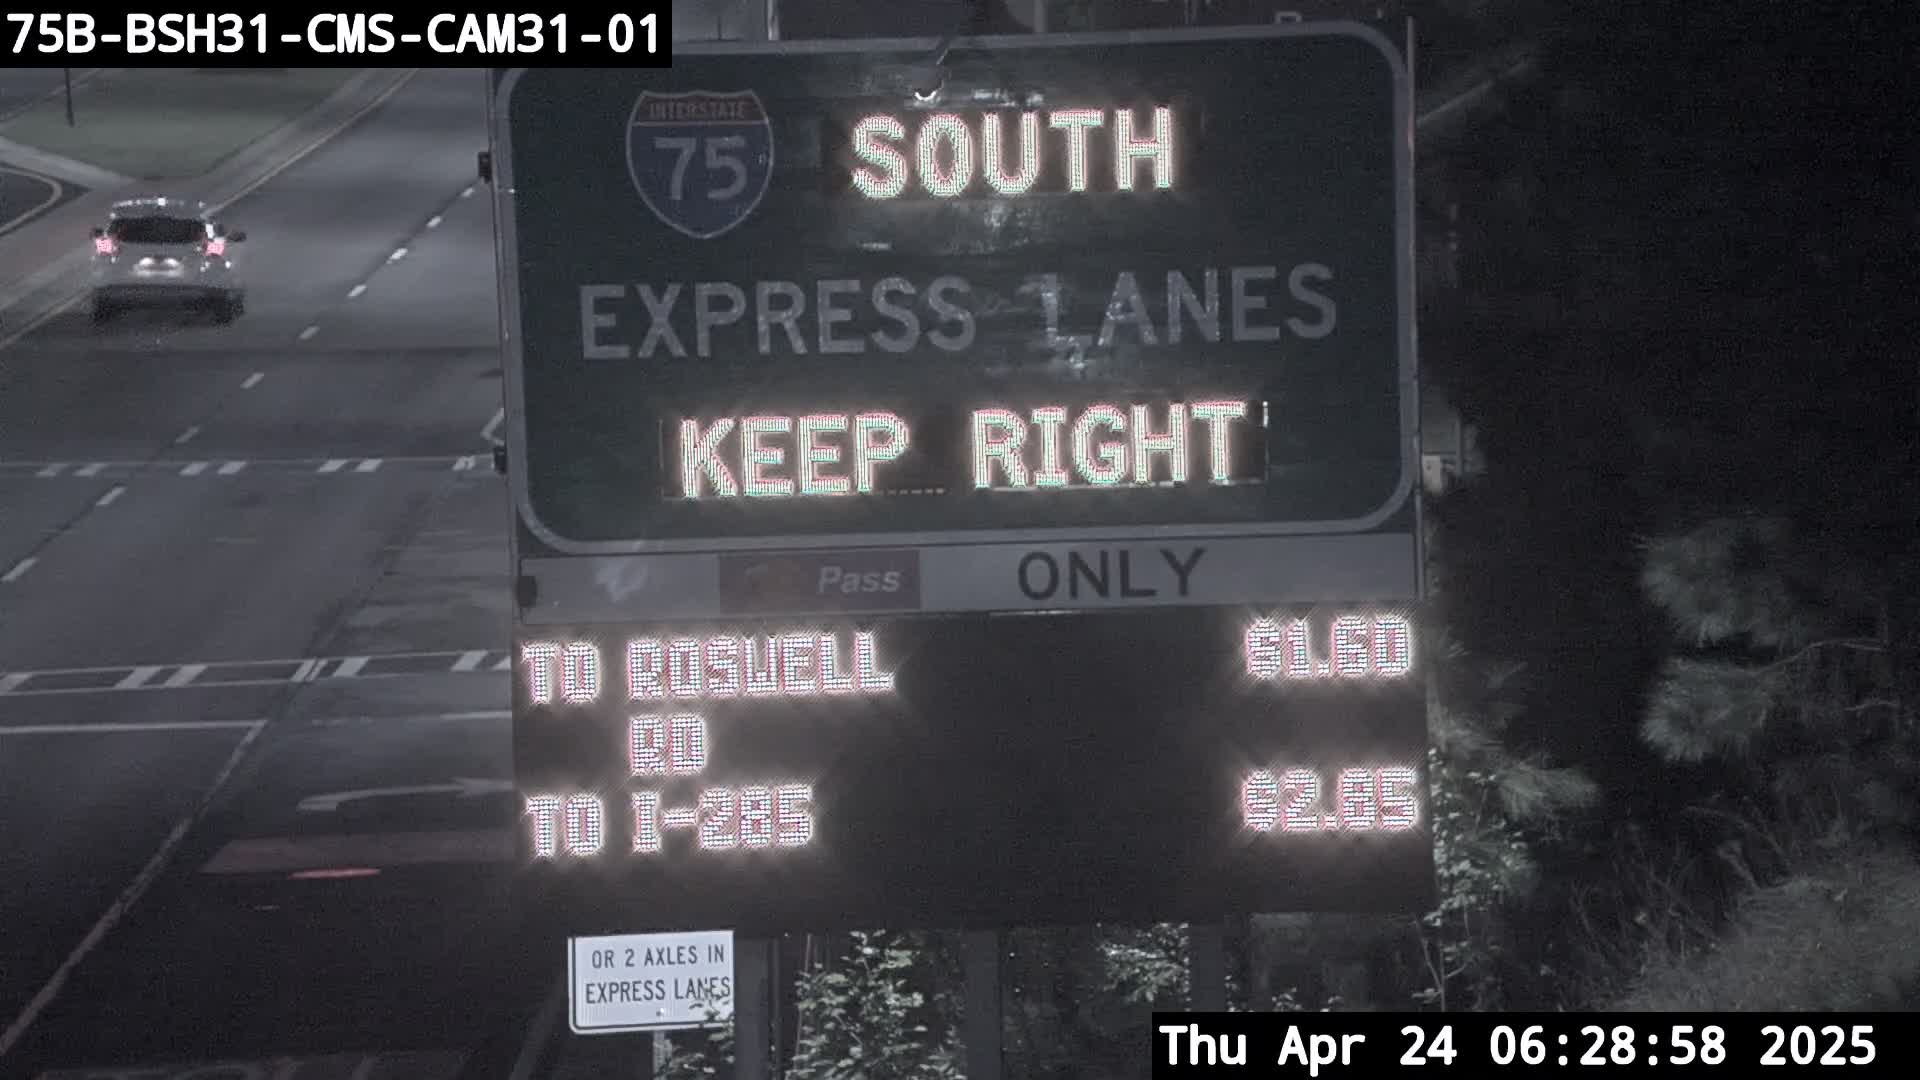 75B-BSH31-CMS-CAM31-01
INTERSTATE
75
SOUTH
EXPRESS LANES
KEEP RIGHT
Pass ONLY
TO ROSWELL $1.60
RD
TO I-285 $2.85
OR 2 AXLES IN
EXPRESS LANES
Thu Apr 24 06:28:58 2025